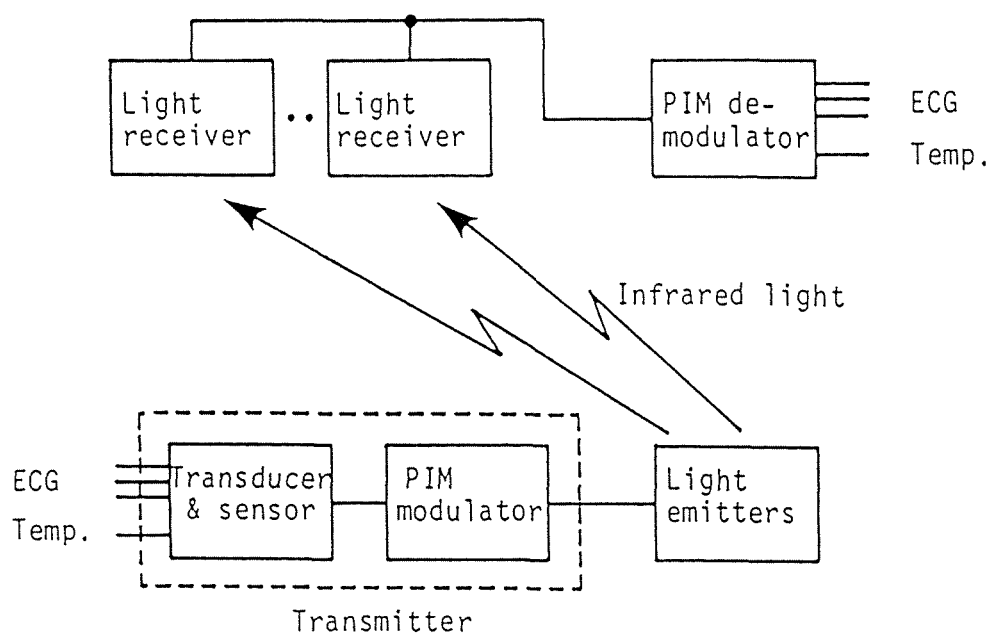 Light
receiver
Light
receiver
PIM de-
modulator
ECG
Temp.
Infrared light
ECG
Temp.
Transducer
& sensor
PIM
modulator
Light
emitters
Transmitter